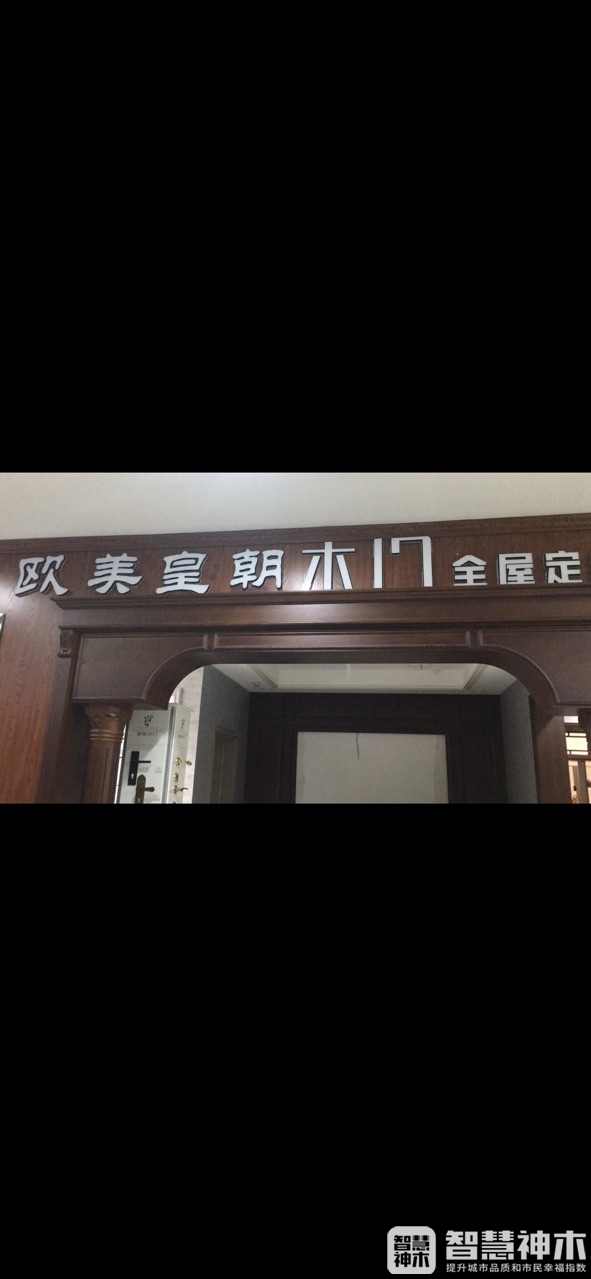 欧美皇朝木门 全屋定
智慧神木
智慧神木
提升城市品质和市民幸福指数